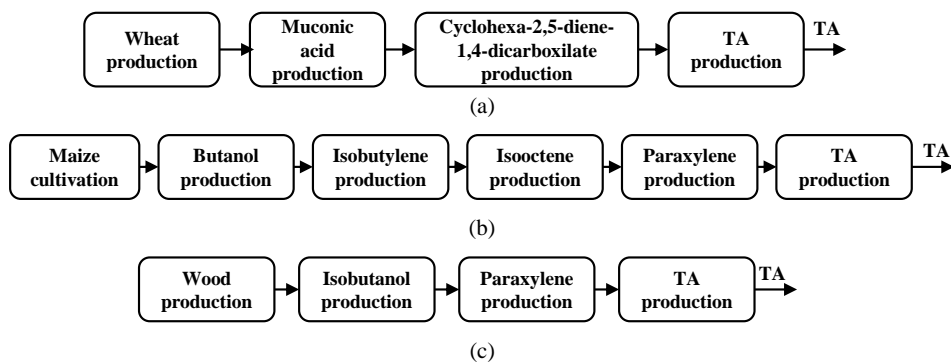 Wheat
production
Muconic
acid
production
Cyclohexa-2,5-diene-
1,4-dicarboxilate
production
TA
production
TA
(a)
Maize
cultivation
Butanol
production
Isobutylene
production
Isooctene
production
Paraxylene
production
TA
production
TA
(b)
Wood
production
Isobutanol
production
Paraxylene
production
TA
production
TA
(c)